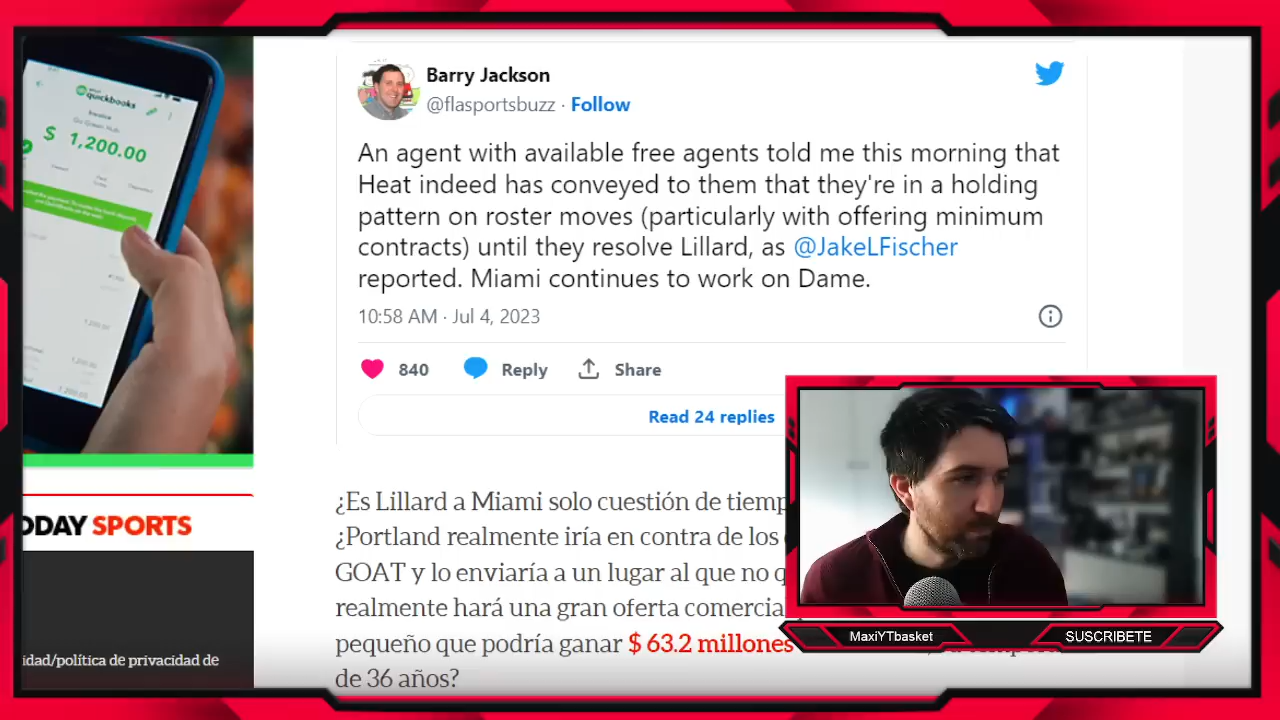 quickbooks
Invoice
$ 1,200.00
Barry Jackson
@flasportsbuzz · Follow
An agent with available free agents told me this morning that
Heat indeed has conveyed to them that they're in a holding
pattern on roster moves (particularly with offering minimum
contracts) until they resolve Lillard, as @JakeLFischer
reported. Miami continues to work on Dame.
10:58 AM · Jul 4, 2023
840 Reply Share
Read 24 replies
ODAY SPORTS
idad/política de privacidad de
¿Es Lillard a Miami solo cuestión de tiemp
¿Portland realmente iría en contra de los
GOAT y lo enviaría a un lugar al que no q
realmente hará una gran oferta comercia
pequeño que podría ganar $ 63.2 millones
de 36 años?
MaxiYTbasket
SUSCRIBETE